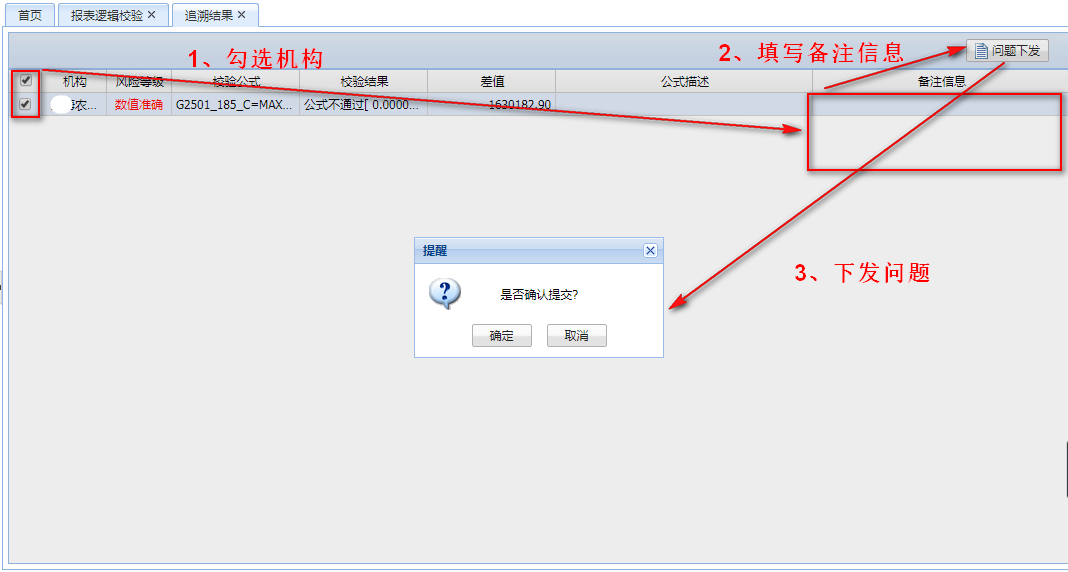 首页 报表逻辑校验 追溯结果
1、勾选机构 2、填写备注信息 问题下发
机构 风险等级 校验公式 校验结果 差值 公式描述 备注信息
农... 数值准确 G2501_185_C=MAX... 公式不通过[ 0.0000... 1630182.90
提醒
3、下发问题
是否确认提交?
确定 取消